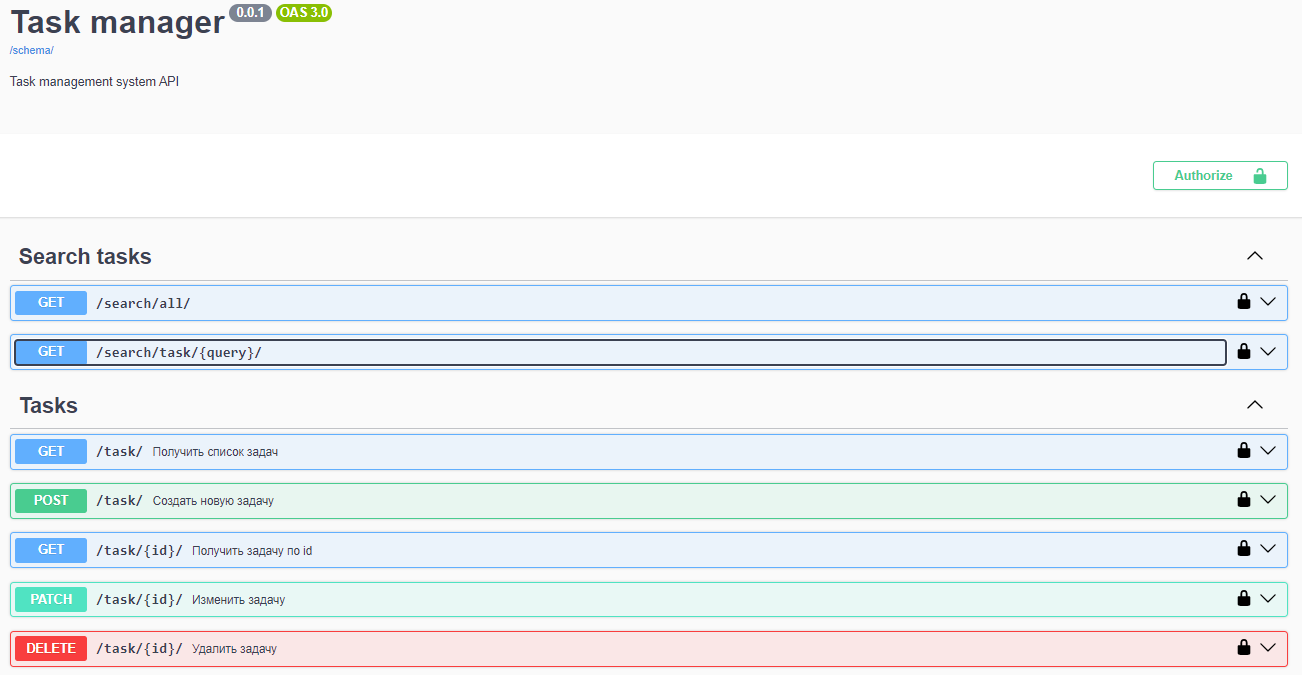 Task manager 0.0.1 OAS 3.0
/schema/
Task management system API
Authorize
Search tasks
GET /search/all/
GET /search/task/{query}/
Tasks
GET /task/ Получить список задач
POST /task/ Создать новую задачу
GET /task/{id}/ Получить задачу по id
PATCH /task/{id}/ Изменить задачу
DELETE /task/{id}/ Удалить задачу